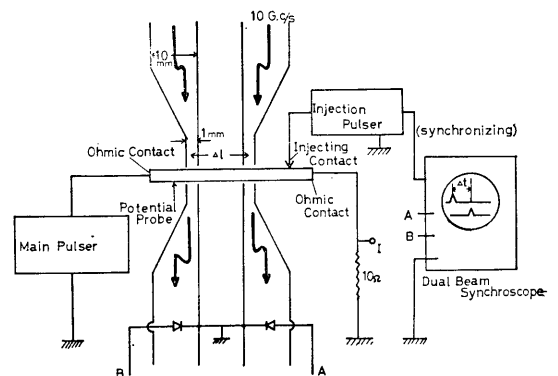 10 G.c/s
10
mm
1mm
Δl
Ohmic Contact
Injecting
Contact
Injection
Pulser
(synchronizing)
Δt
A
B
Potential
Probe
Ohmic
Contact
Main Pulser
I
10Ω
Dual Beam
Synchroscope
B
A